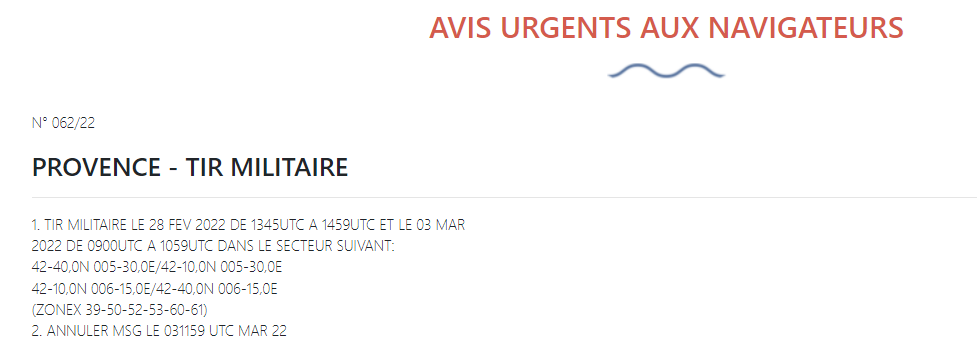 AVIS URGENTS AUX NAVIGATEURS
N° 062/22
PROVENCE - TIR MILITAIRE
1. TIR MILITAIRE LE 28 FEV 2022 DE 1345UTC A 1459UTC ET LE 03 MAR
2022 DE 0900UTC A 1059UTC DANS LE SECTEUR SUIVANT:
42-40,0N 005-30,0E/42-10,0N 005-30,0E
42-10,0N 006-15,0E/42-40,0N 006-15,0E
(ZONEX 39-50-52-53-60-61)
2. ANNULER MSG LE 031159 UTC MAR 22